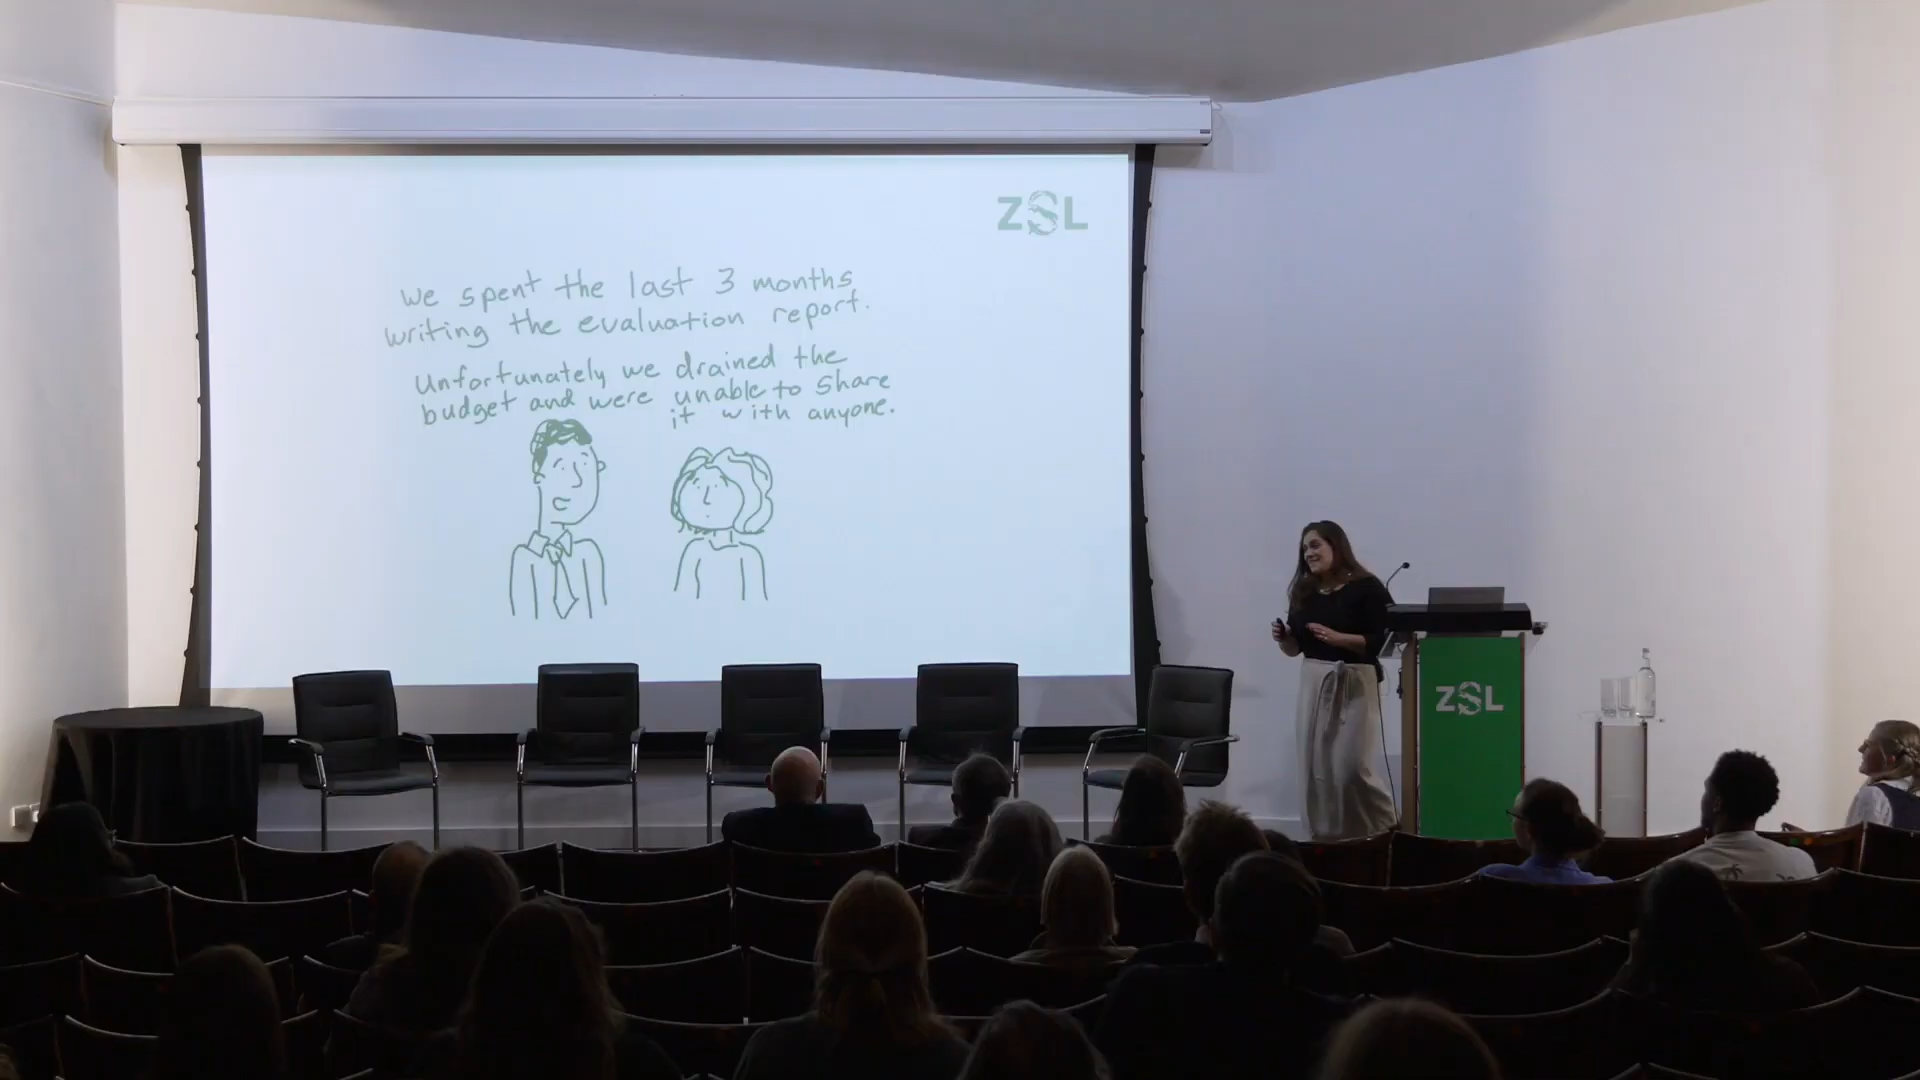 ZSL
We spent the last 3 months
writing the evaluation report.
Unfortunately we drained the
budget and were unable to share
it with anyone.
ZSL